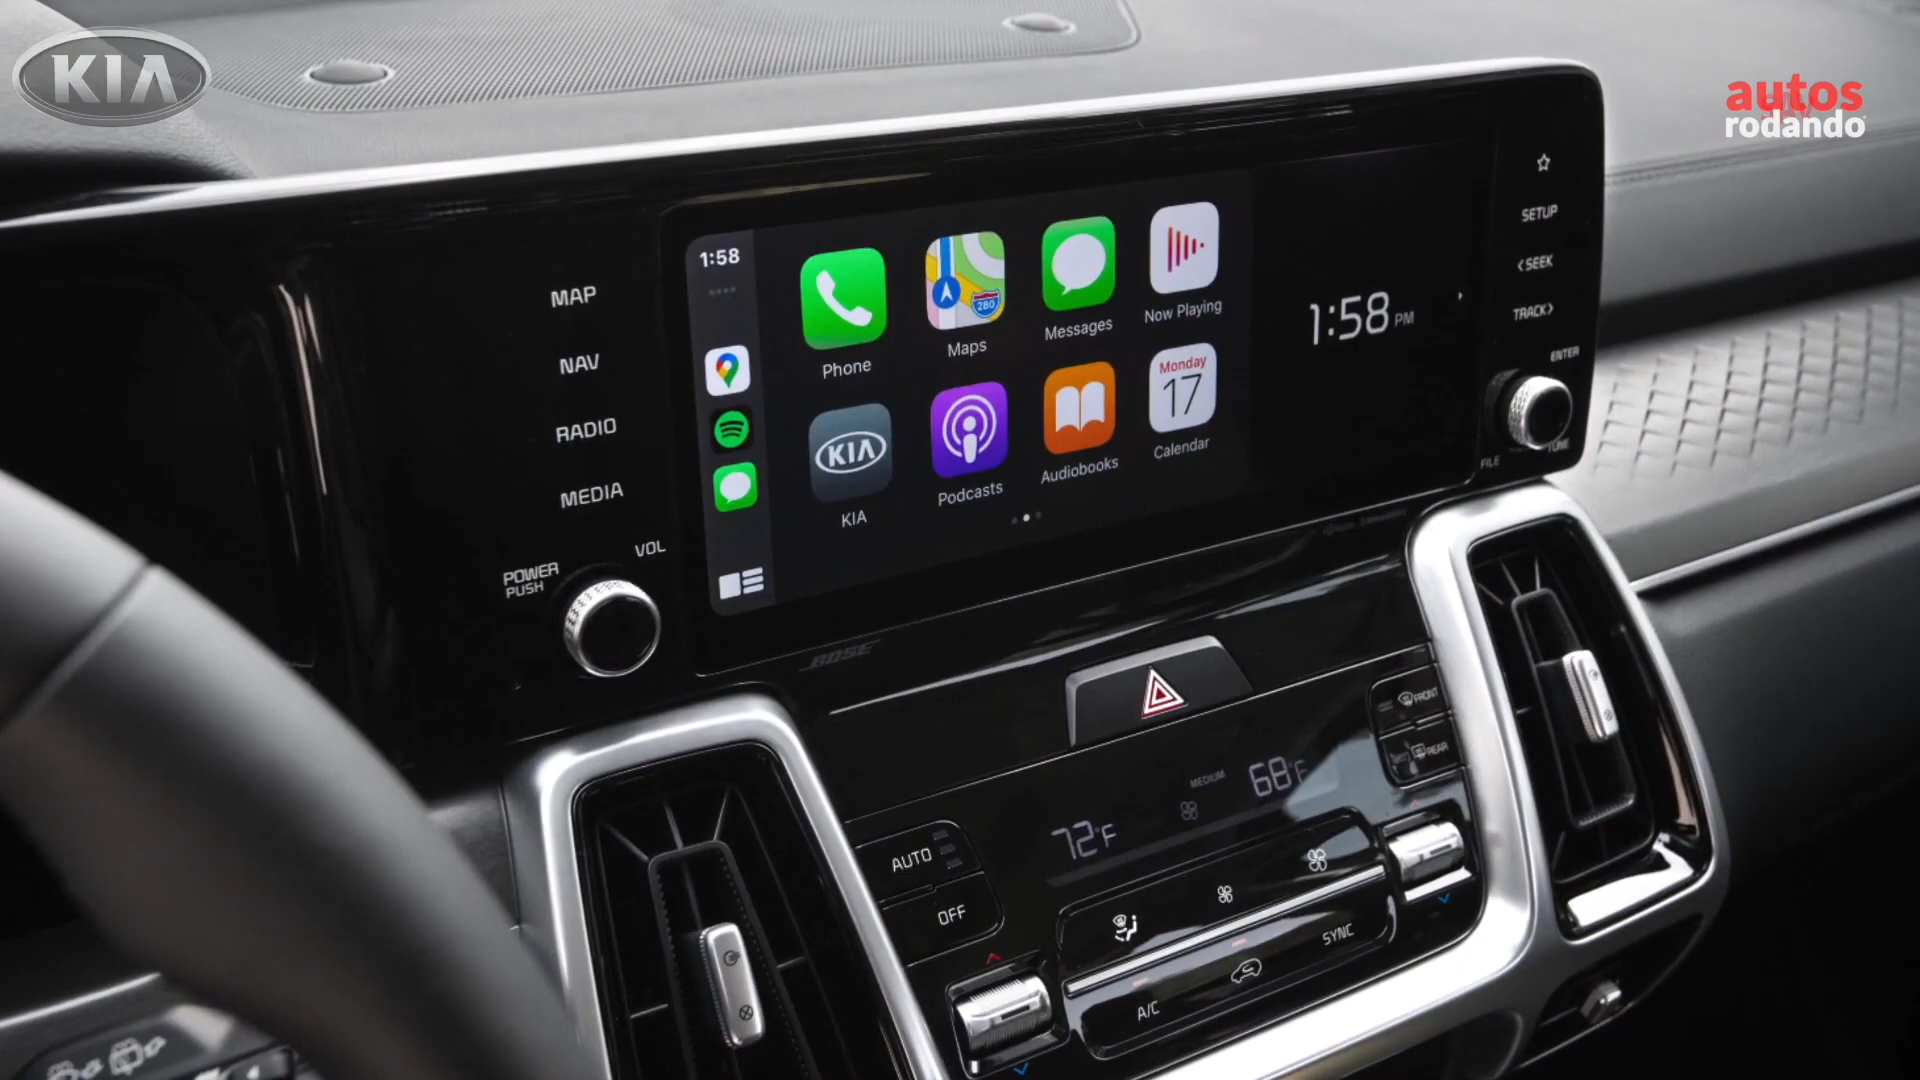 KIA
autos
rodando
MAP
NAV
RADIO
MEDIA
VOL
POWER
PUSH
1:58
Phone
280
Maps
Messages
Now Playing
KIA
KIA
Podcasts
Audiobooks
Monday
17
Calendar
1:58 PM
SETUP
<SEEK
TRACK>
ENTER
TUNE
FILE
BOSE
FRONT
REAR
MEDIUM
72°F
68°F
AUTO
OFF
SYNC
A/C